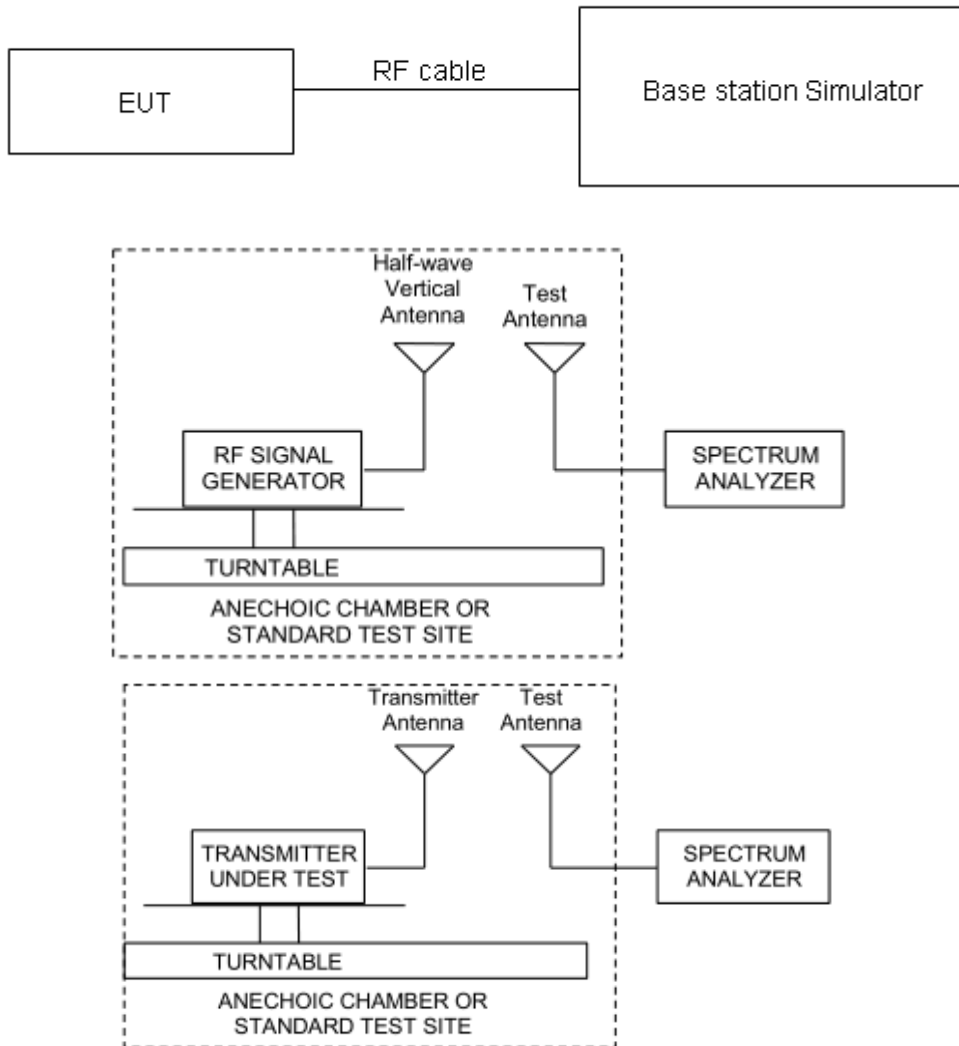 RF cable
EUT
Base station Simulator
Half-wave
Vertical
Antenna
Test
Antenna
RF SIGNAL
GENERATOR
SPECTRUM
ANALYZER
TURNTABLE
ANECHOIC CHAMBER OR
STANDARD TEST SITE
Transmitter
Antenna
Test
Antenna
TRANSMITTER
UNDER TEST
SPECTRUM
ANALYZER
TURNTABLE
ANECHOIC CHAMBER OR
STANDARD TEST SITE